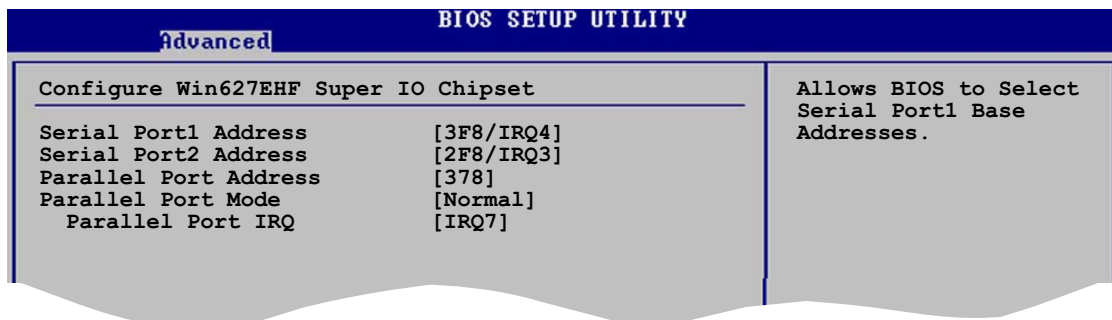 BIOS SETUP UTILITY
Advanced
Configure Win627EHF Super IO Chipset
Serial Port1 Address [3F8/IRQ4]
Serial Port2 Address [2F8/IRQ3]
Parallel Port Address [378]
Parallel Port Mode [Normal]
Parallel Port IRQ [IRQ7]
Allows BIOS to Select
Serial Port1 Base
Addresses.